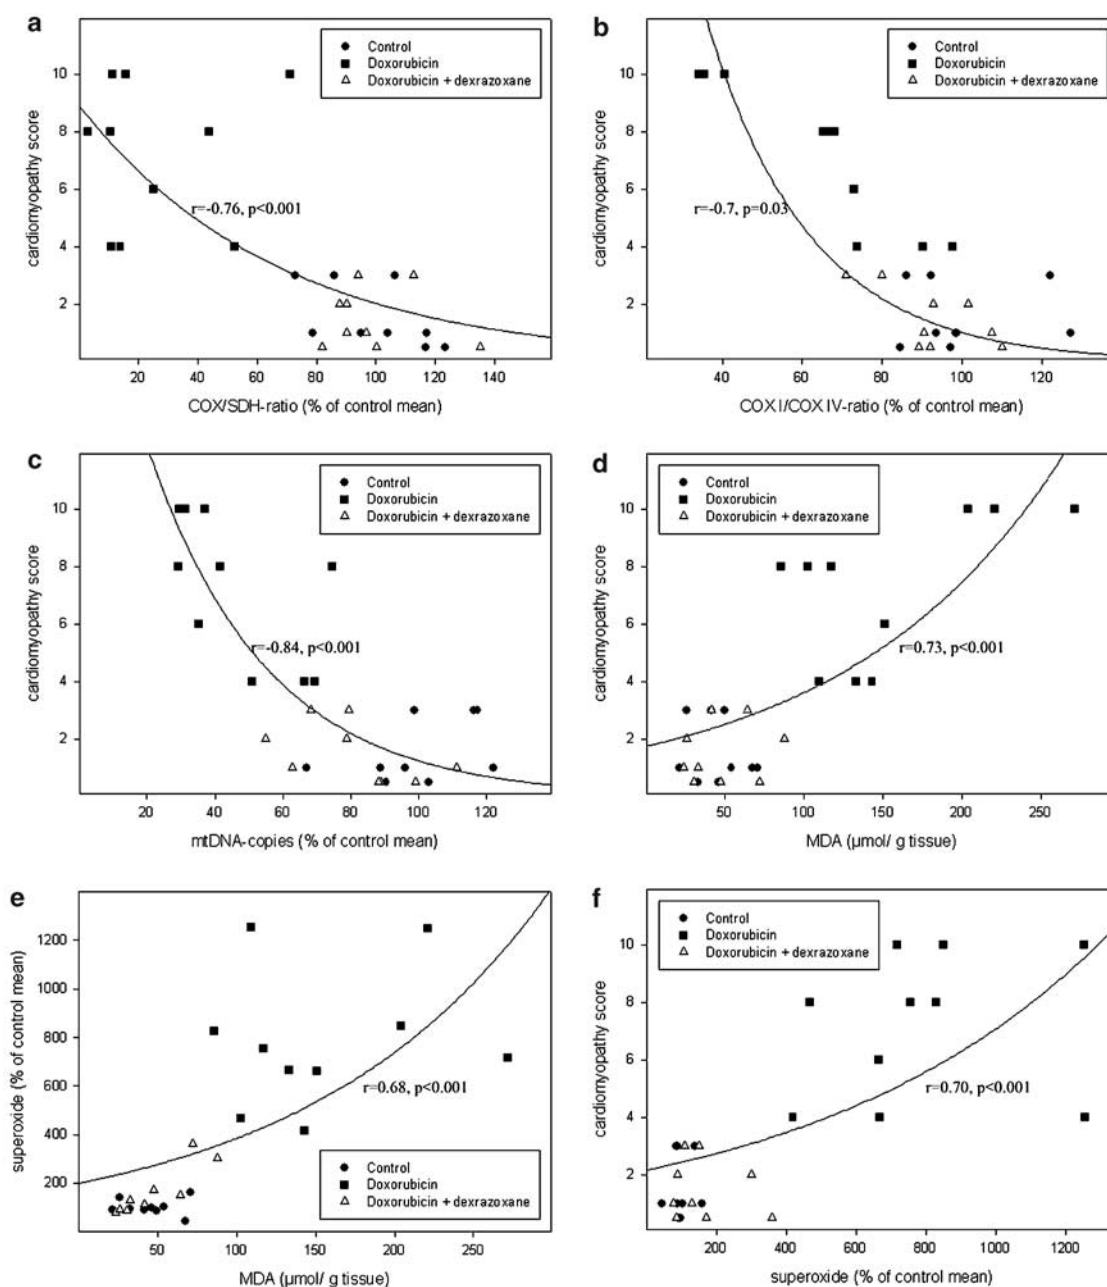 a
Control
Doxorubicin
Doxorubicin + dexrazoane
10
8
6
4
2
cardiomyopathy score
r=-0.76, p<0.001
20 40 60 80 100 120 140
COX/SDH-ratio (% of control mean)
b
Control
Doxorubicin
Doxorubicin + dexrazoxane
10
8
6
4
2
cardiomyopathy score
r=-0.7, p=0.03
40 60 80 100 120
COX I/COX IV-ratio (% of control mean)
c
Control
Doxorubicin
Doxorubicin + dexrazoxane
10
8
6
4
2
cardiomyopathy score
r=-0.84, p<0.001
20 40 60 80 100 120
mtDNA-copies (% of control mean)
d
Control
Doxorubicin
Doxorubicin + dexrazoxane
10
8
6
4
2
cardiomyopathy score
r=0.73, p<0.001
50 100 150 200 250
MDA (µmol/ g tissue)
e
1200
1000
800
600
400
200
superoxide (% of control mean)
r=0.68, p<0.001
Control
Doxorubicin
Doxorubicin + dexrazoxane
50 100 150 200 250
MDA (µmol/ g tissue)
f
Control
Doxorubicin
Doxorubicin + dexrazoxane
10
8
6
4
2
cardiomyopathy score
r=0.70, p<0.001
200 400 600 800 1000 1200
superoxide (% of control mean)